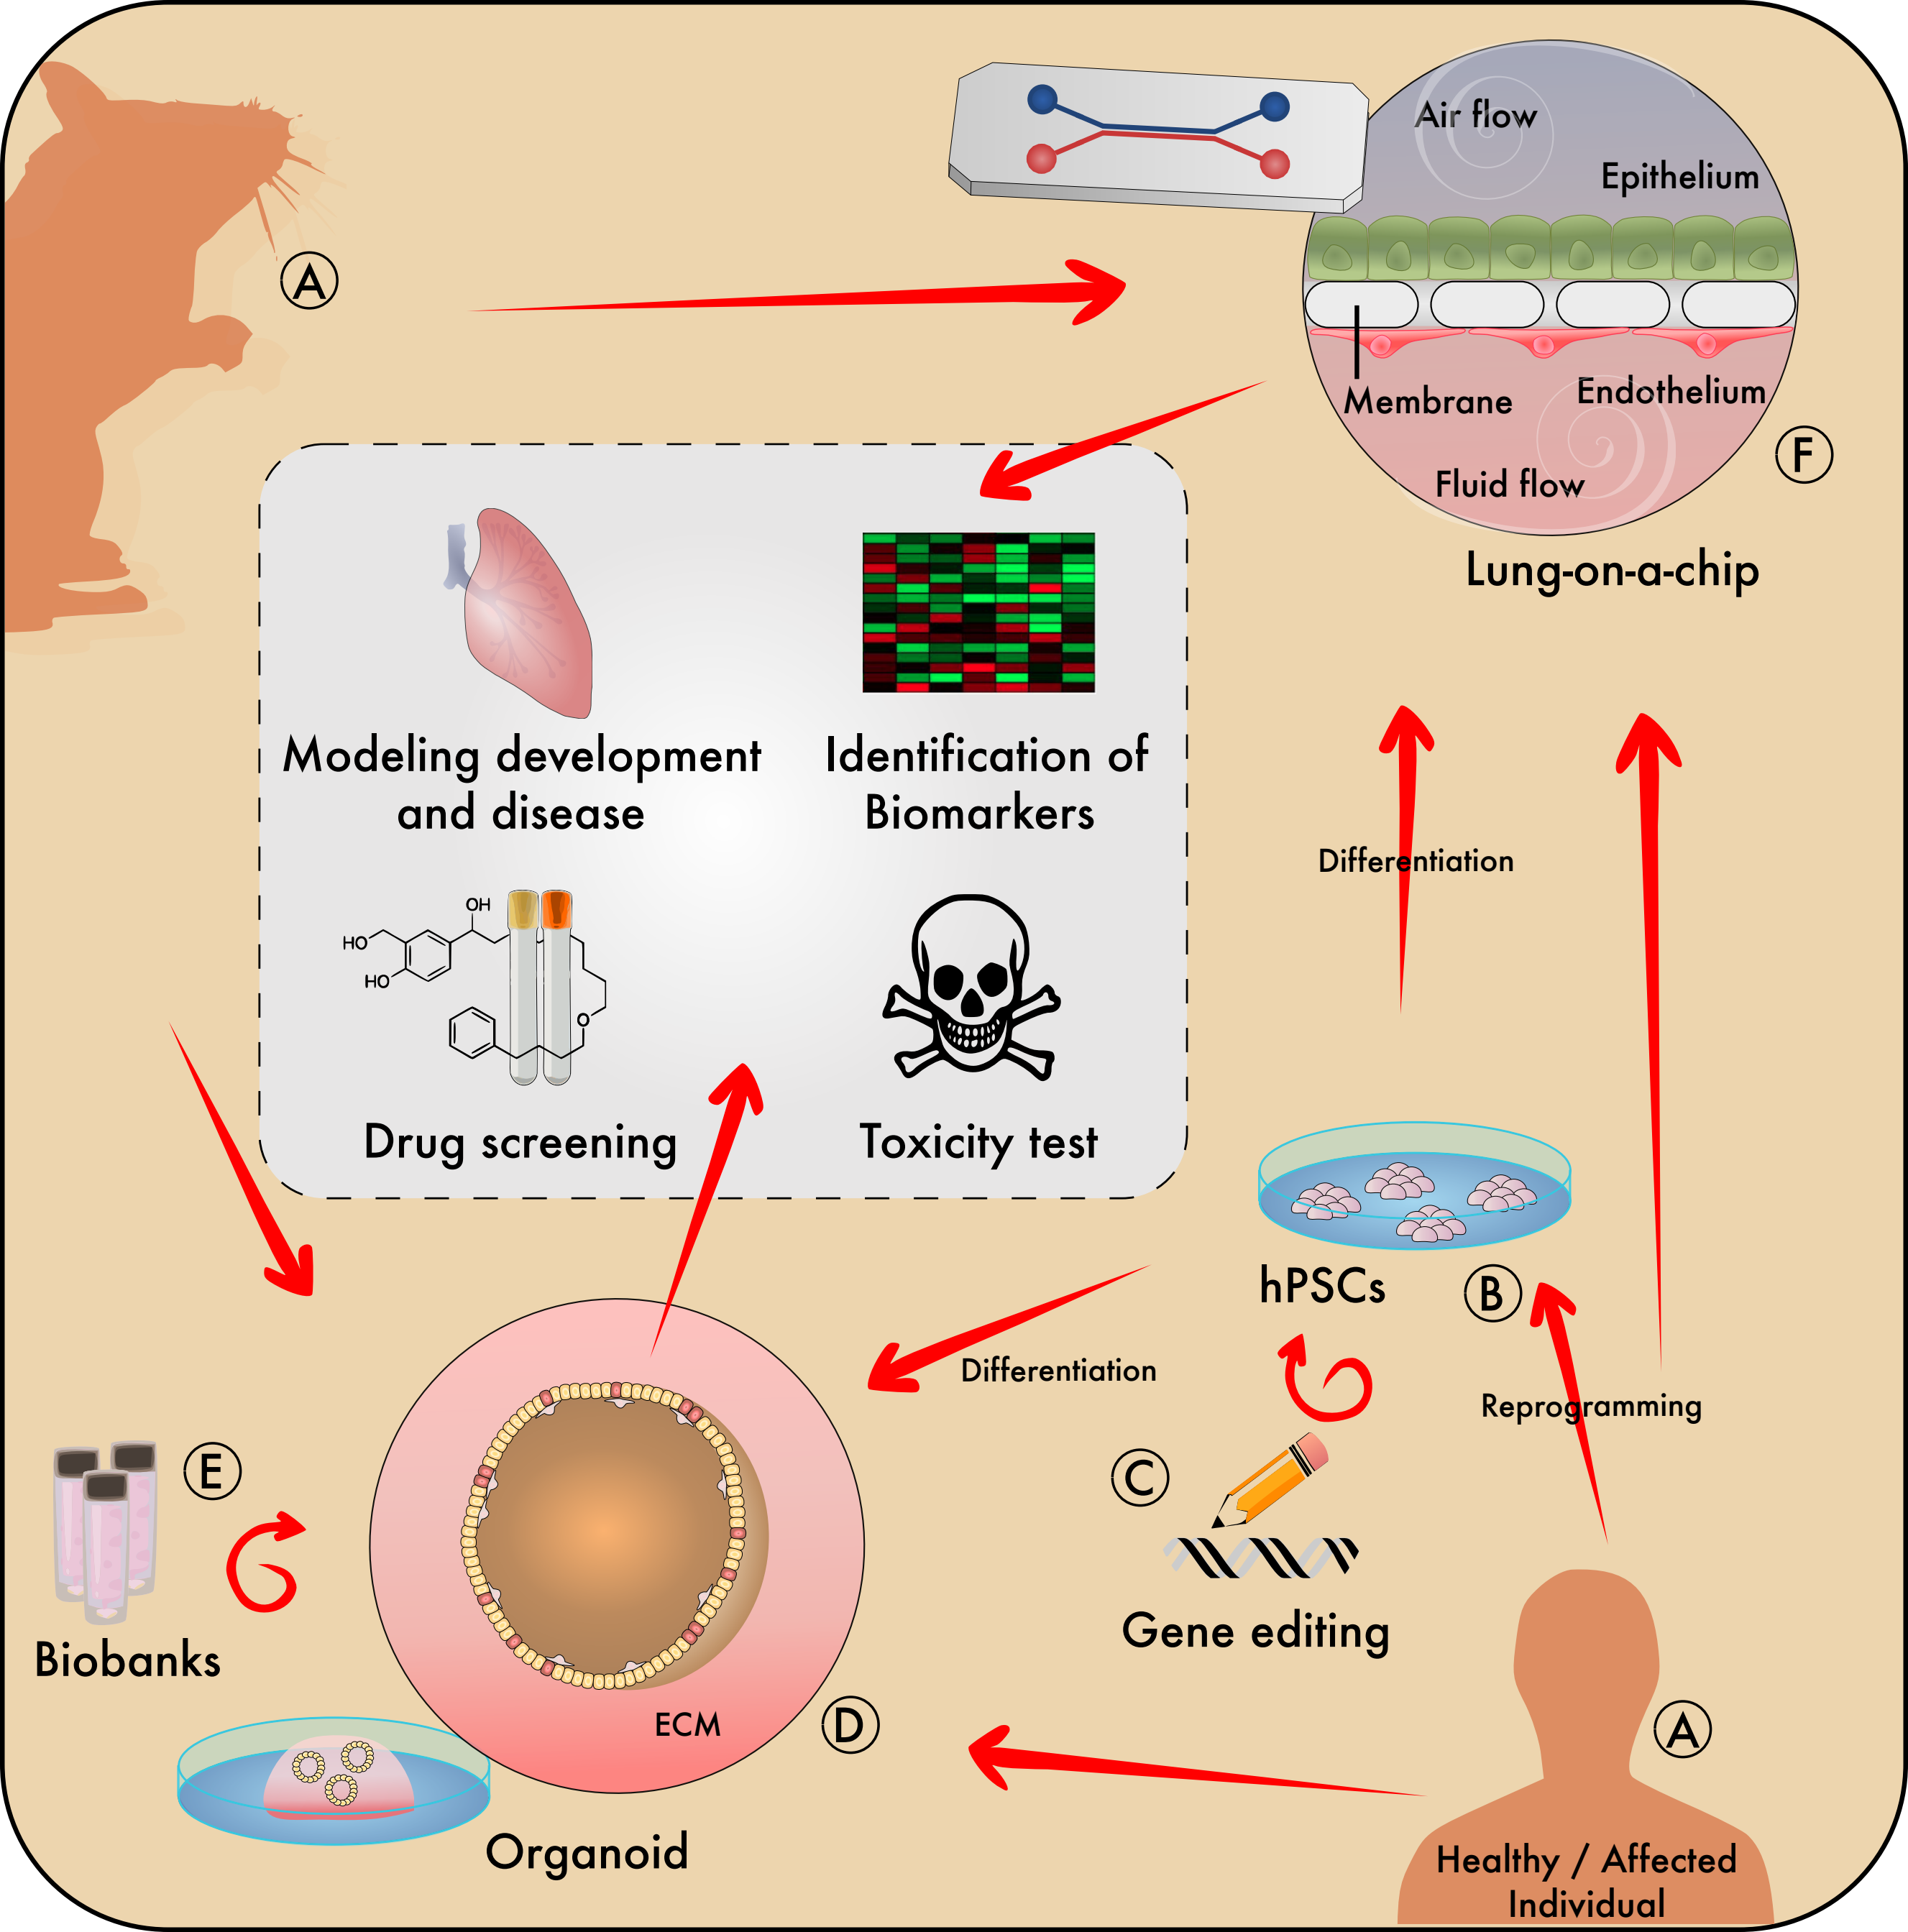 A
Air flow
Epithelium
Membrane
Endothelium
Fluid flow
F
Lung-on-a-chip
Modeling development
and disease
Identification of
Biomarkers
OH
HO
HO
O
Drug screening
Toxicity test
Differentiation
hPSCs
B
Differentiation
Reprogramming
C
Gene editing
E
Biobanks
ECM
D
Organoid
A
Healthy / Affected
Individual